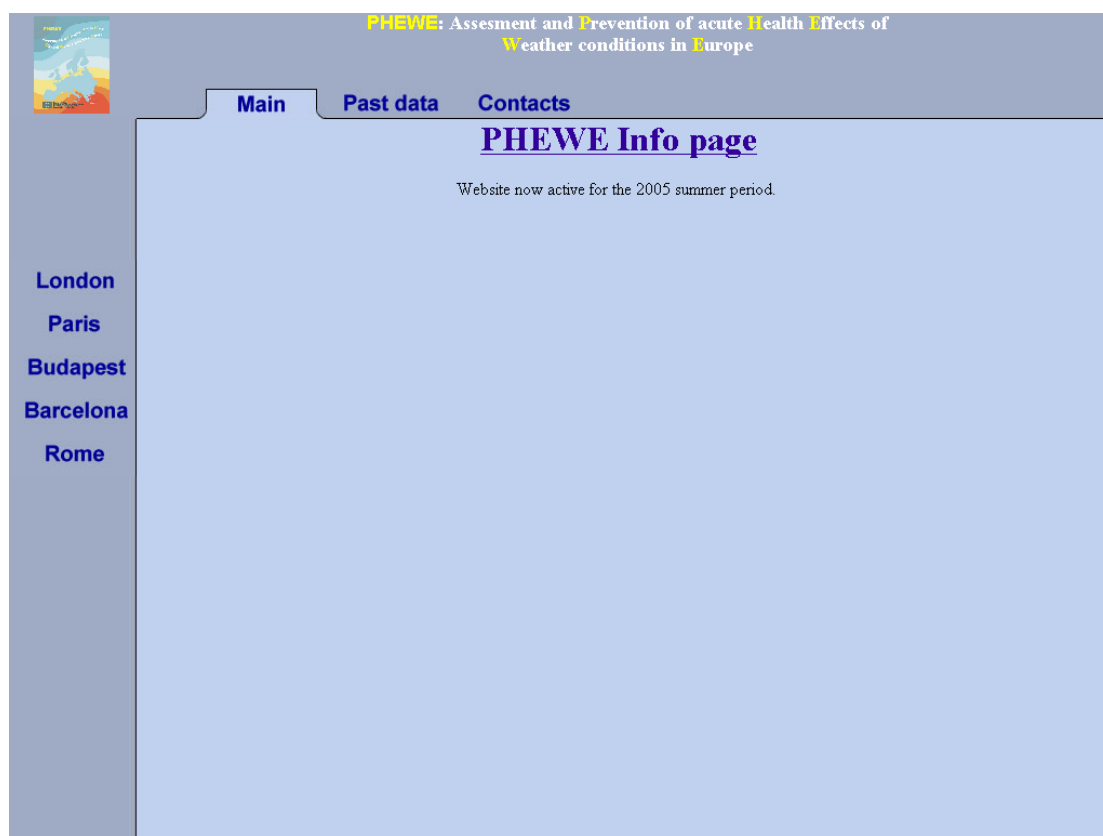 PHEWE: Assesment and Prevention of acute Health Effects of
Weather conditions in Europe
Main Past data Contacts
PHEWE Info page
Website now active for the 2005 summer period.
London
Paris
Budapest
Barcelona
Rome